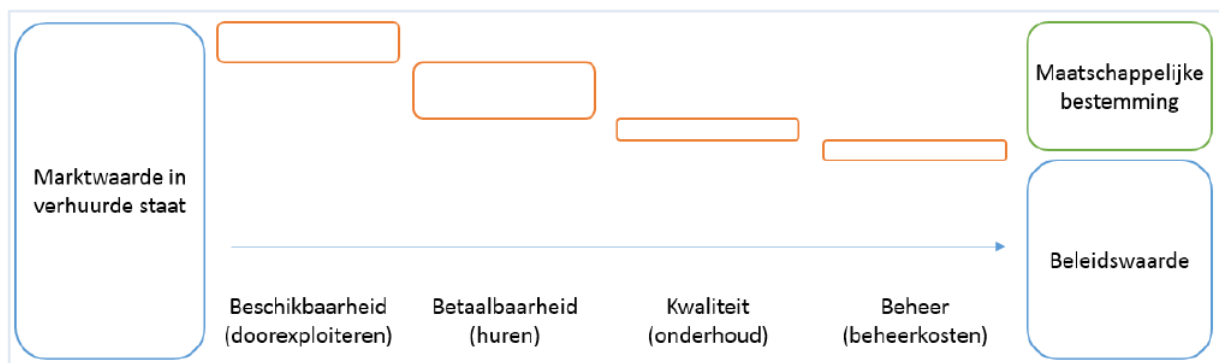 Marktwaarde in
verhuurde staat
Beschikbaarheid
(doorexploiteren)
Betaalbaarheid
(huren)
Kwaliteit
(onderhoud)
Beheer
(beheerkosten)
Maatschappelijke
bestemming
Beleidswaarde